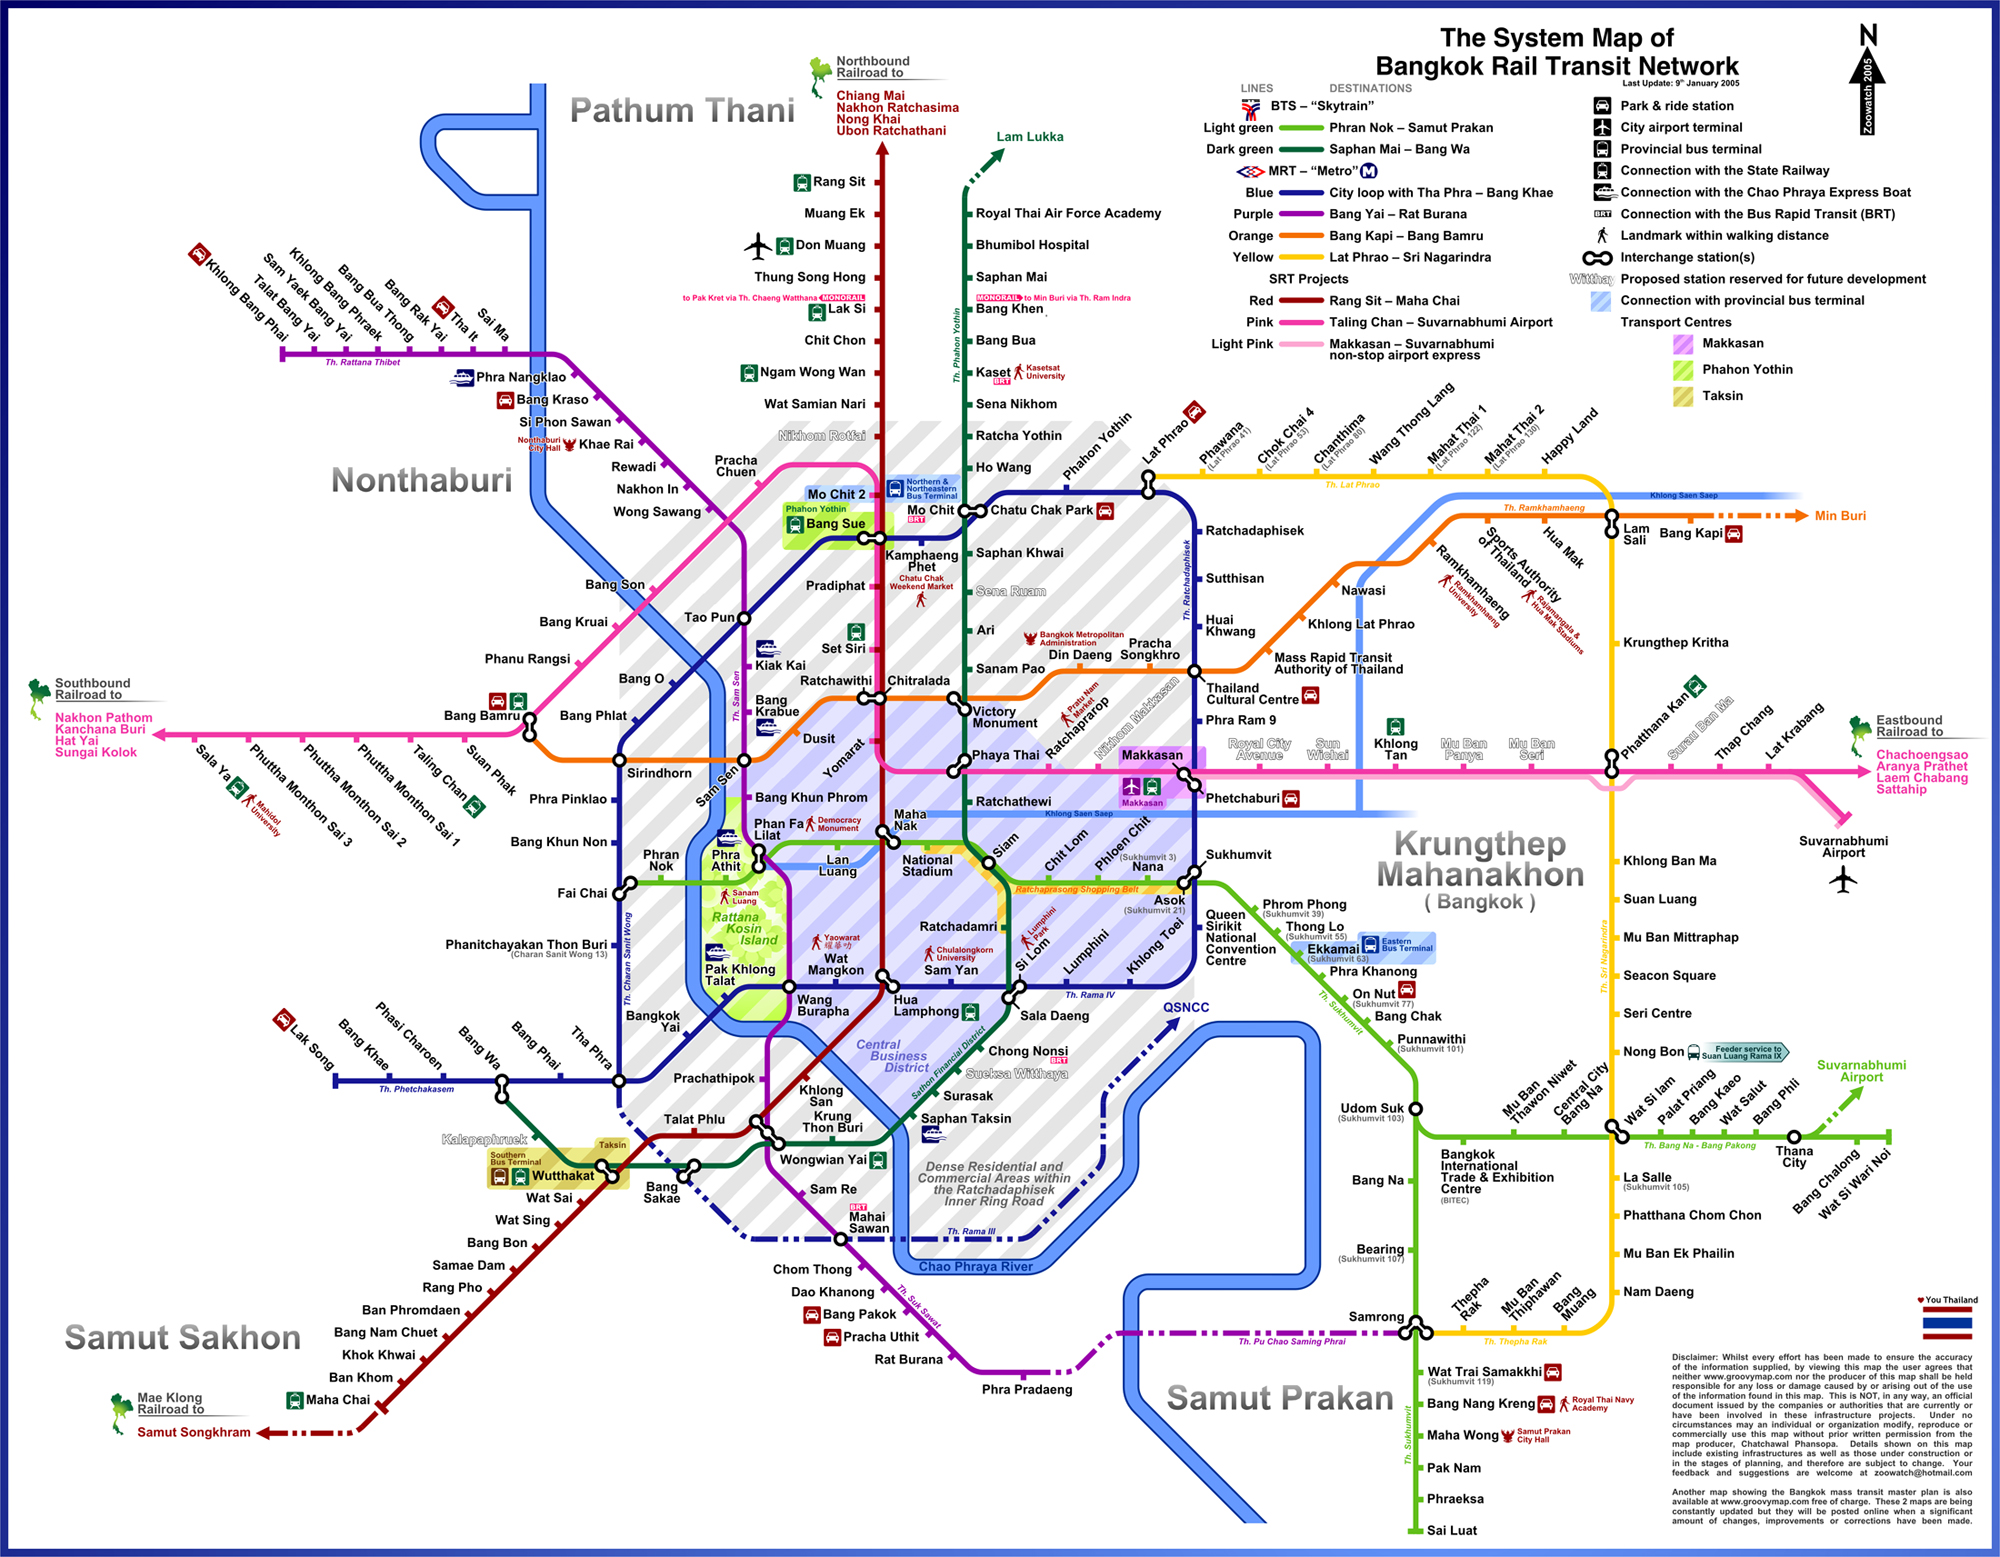 The System Map of
Bangkok Rail Transit Network
Last Update: 9th January 2005
N
Zoowatch 2005
LINES DESTINATIONS
BTS – “Skytrain”
Light green Phran Nok – Samut Prakan
Dark green Saphan Mai – Bang Wa
MRT – “Metro” M
Blue City loop with Tha Phra – Bang Khae
Purple Bang Yai – Rat Burana
Orange Bang Kapi – Bang Bamru
Yellow Lat Phrao – Sri Nagarindra
SRT Projects
Red Rang Sit – Maha Chai
Pink Taling Chan – Suvarnabhumi Airport
Light Pink Makkasan – Suvarnabhumi
non-stop airport express
Park & ride station
City airport terminal
Provincial bus terminal
Connection with the State Railway
Connection with the Chao Phraya Express Boat
BRT Connection with the Bus Rapid Transit (BRT)
Landmark within walking distance
Interchange station(s)
Witthay Proposed station reserved for future development
Connection with provincial bus terminal
Transport Centres
Makkasan
Phahon Yothin
Taksin
Pathum Thani
Nonthaburi
Krungthep
Mahanakhon
( Bangkok )
Samut Sakhon
Samut Prakan
Northbound
Railroad to
Chiang Mai
Nakhon Ratchasima
Nong Khai
Ubon Ratchathani
Rang Sit
Muang Ek
Don Muang
Thung Song Hong
to Pak Kret via Th. Chaeng Watthana MONORAIL
Lak Si
Chit Chon
Ngam Wong Wan
Wat Samian Nari
Nikhom Rotfai
Mo Chit 2
Northern &
Northeastern
Bus Terminal
Phahon Yothin
Bang Sue
Pradiphat
Set Siri
Ratchawithi
Chitralada
Yomarat
Lam Lukka
Royal Thai Air Force Academy
Bhumibol Hospital
Saphan Mai
MONORAIL to Min Buri via Th. Ram Indra
Bang Khen
Bang Bua
Kaset
BRT
Kasetsat
University
Th. Phahon Yothin
Sena Nikhom
Ratcha Yothin
Ho Wang
Mo Chit
BRT
Chatu Chak Park
Saphan Khwai
Sena Ruam
Ari
Sanam Pao
Victory
Monument
Phaya Thai
Ratchathewi
Siam
Kamphaeng
Phet
Chatu Chak
Weekend Market
Khlong Bang Phai
Talat Bang Yai
Sam Yaek Bang Yai
Khlong Bang Phraek
Bang Bua Thong
Bang Rak Yai
Tha It
Sai Ma
Th. Rattana Thibet
Phra Nangklao
Bang Kraso
Si Phon Sawan
Nonthaburi
City Hall
Khae Rai
Rewadi
Nakhon In
Wong Sawang
Tao Pun
Kiak Kai
Th. Sam Sen
Bang
Krabue
Sam Sen
Bang Khun Phrom
Phan Fa
Lilat
Democracy
Monument
Pracha
Chuen
Bang Son
Bang Kruai
Phanu Rangsi
Bang Bamru
Bang O
Bang Phlat
Sirindhorn
Phra Pinklao
Bang Khun Non
Fai Chai
Phanitchayakan Thon Buri
(Charan Sanit Wong 13)
Th. Charan Sanit Wong
Southbound
Railroad to
Nakhon Pathom
Kanchana Buri
Hat Yai
Sungai Kolok
Sala Ya
Mahidol
University
Phuttha Monthon Sai 3
Phuttha Monthon Sai 2
Phuttha Monthon Sai 1
Taling Chan
Suan Phak
Dusit
Din Daeng
Bangkok Metropolitan
Administration
Pracha
Songkhro
Pratu Nam
Market
Ratchaprarop
Nikhom Makkasan
Makkasan
Makkasan
Phetchaburi
Phahon Yothin
Lat Phrao
Phawana
(Lat Phrao 41)
Chok Chai 4
(Lat Phrao 53)
Chanthima
(Lat Phrao 80)
Wang Thong Lang
Mahat Thai 1
(Lat Phrao 122)
Mahat Thai 2
(Lat Phrao 130)
Happy Land
Th. Lat Phrao
Khlong Saen Saep
Th. Ramkhamhaeng
Min Buri
Lam
Sali
Bang Kapi
Hua Mak
Sports Authority
of Thailand
Rajamangala &
Hua Mak Stadiums
Ramkhamhaeng
Ramkhamhaeng
University
Nawasi
Khlong Lat Phrao
Mass Rapid Transit
Authority of Thailand
Ratchadaphisek
Sutthisan
Th. Ratchadaphisek
Huai
Khwang
Thailand
Cultural Centre
Phra Ram 9
Royal City
Avenue
Sun
Wichai
Khlong
Tan
Mu Ban
Panya
Mu Ban
Seri
Krungthep Kritha
Phatthana Kan
Surau Ban Ma
Thap Chang
Lat Krabang
Eastbound
Railroad to
Chachoengsao
Aranya Prathet
Laem Chabang
Sattahip
Suvarnabhumi
Airport
Khlong Saen Saep
Maha
Nak
Lan
Luang
National
Stadium
Phran
Nok
Phra
Athit
Sanam
Luang
Rattana
Kosin
Island
Pak Khlong
Talat
Chit Lom
Phloen Chit
(Sukhumvit 3)
Nana
Ratchaprasong Shopping Belt
Asok
(Sukhumvit 21)
Sukhumvit
Queen
Sirikit
National
Convention
Centre
Ratchadamri
Lumphini
Park
Si Lom
Lumphini
Khlong Toei
Th. Rama IV
Yaowarat
Wat
Mangkon
Chulalongkorn
University
Sam Yan
Hua
Lamphong
Wang
Burapha
Bangkok
Yai
Sala Daeng
QSNCC
Central
Business
District
Sathon Financial District
Chong Nonsi
BRT
Sueksa Witthaya
Surasak
Saphan Taksin
Krung
Thon Buri
Khlong
San
Prachathipok
Talat Phlu
Wongwian Yai
Lak Song
Bang Khae
Phasi Charoen
Bang Wa
Bang Phai
Tha Phra
Th. Phetchakasem
Kalapaphruek
Southern
Bus Terminal
Taksin
Wutthakat
Bang
Sakae
Wat Sai
Wat Sing
Bang Bon
Samae Dam
Rang Pho
Ban Phromdaen
Bang Nam Chuet
Khok Khwai
Ban Khom
Maha Chai
Mae Klong
Railroad to
Samut Songkhram
Dense Residential and
Commercial Areas within
the Ratchadaphisek
Inner Ring Road
Th. Rama III
Chao Phraya River
Sam Re
BRT
Mahai
Sawan
Chom Thong
Dao Khanong
Bang Pakok
Pracha Uthit
Rat Burana
Th. Suk Sawat
Phra Pradaeng
Th. Pu Chao Saming Phrai
Phrom Phong
(Sukhumvit 39)
Thong Lo
(Sukhumvit 55)
Ekkamai
(Sukhumvit 63)
Eastern
Bus Terminal
Phra Khanong
On Nut
(Sukhumvit 77)
Bang Chak
Th. Sukhumvit
Punnawithi
(Sukhumvit 101)
Udom Suk
(Sukhumvit 103)
Bang Na
Bearing
(Sukhumvit 107)
Samrong
Wat Trai Samakkhi
(Sukhumvit 119)
Bang Nang Kreng
Royal Thai Navy
Academy
Maha Wong
Samut Prakan
City Hall
Th. Sukhumvit
Pak Nam
Phraeksa
Sai Luat
Khlong Ban Ma
Suan Luang
Mu Ban Mittraphap
Th. Sri Nagarindra
Seacon Square
Seri Centre
Nong Bon
Feeder service to
Suan Luang Rama IX
Bangkok
International
Trade & Exhibition
Centre
(BITEC)
Mu Ban
Thawon Niwet
Central City
Bang Na
Wat Si Iam
Palat Priang
Bang Kaeo
Wat Salut
Bang Phli
Th. Bang Na - Bang Pakong
Thana
City
Suvarnabhumi
Airport
Bang Chalong
Wat Si Wari Noi
La Salle
(Sukhumvit 105)
Phatthana Chom Chon
Mu Ban Ek Phailin
Nam Daeng
Thepha
Rak
Mu Ban
Thiphawan
Bang
Muang
Th. Thepha Rak
♥ You Thailand
Disclaimer: Whilst every effort has been made to ensure the accuracy
of the information supplied, by viewing this map the user agrees that
neither www.groovymap.com nor the producer of this map shall be held
responsible for any loss or damage caused by or arising out of the use
of the information found in this map. This is NOT, in any way, an official
document issued by the companies or authorities that are currently or
have been involved in these infrastructure projects. Under no
circumstances may an individual or organization modify, reproduce or
commercially use this map without prior written permission from the
map producer, Chatchawal Phansopa. Details shown on this map
include existing infrastructures as well as those under construction or
in the stages of planning, and therefore are subject to change. Your
feedback and suggestions are welcome at zoowatch@hotmail.com
Another map showing the Bangkok mass transit master plan is also
available at www.groovymap.com free of charge. These 2 maps are being
constantly updated but they will be posted online when a significant
amount of changes, improvements or corrections have been made.